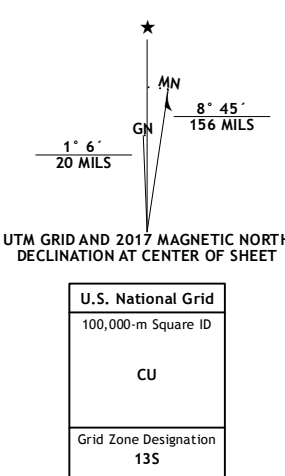 ★
MN
8° 45´
156 MILS
GN
1° 6´
20 MILS
UTM GRID AND 2017 MAGNETIC NORTH
DECLINATION AT CENTER OF SHEET
U.S. National Grid
100,000-m Square ID
CU
Grid Zone Designation
13S